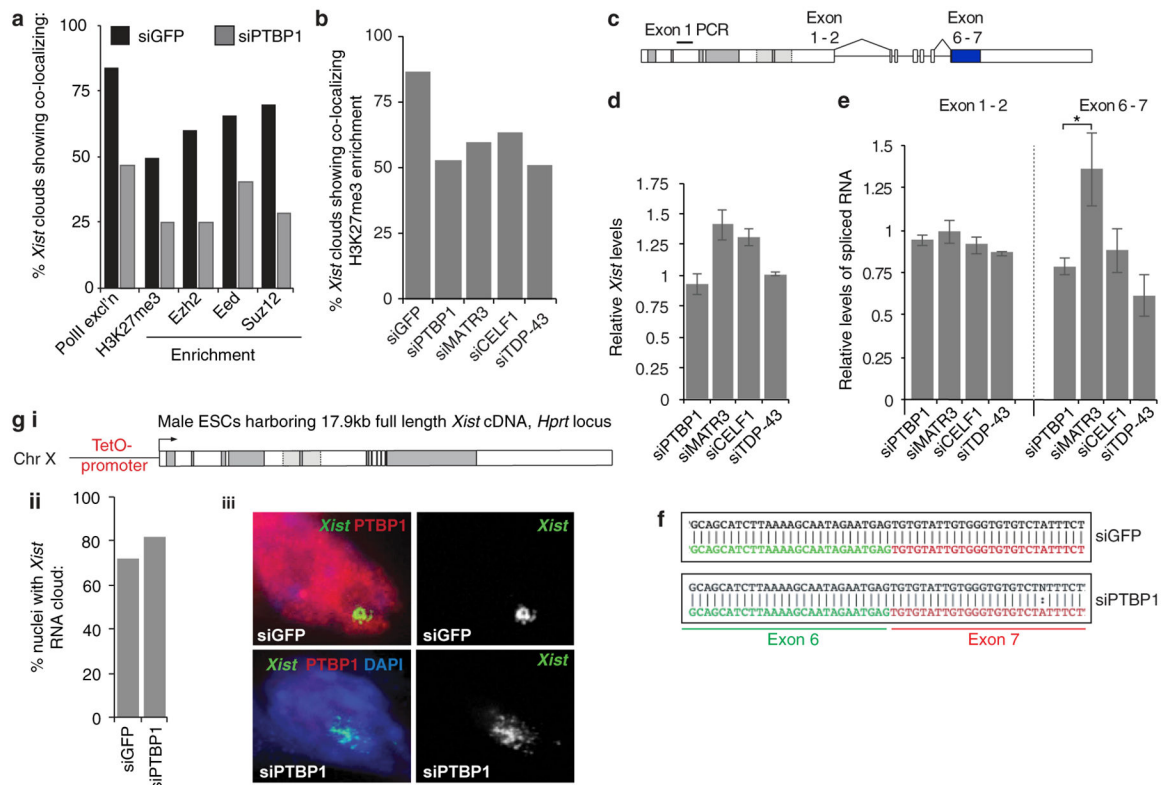 a
siGFP
siPTBP1
% Xist clouds showing co-localizing:
100
75
50
25
0
PolII excl'n
H3K27me3
Ezh2
Eed
Suz12
Enrichment
b
% Xist clouds showing co-localizing
H3K27me3 enrichment
100
75
50
25
0
siGFP
siPTBP1
siMATR3
siCELF1
siTDP-43
c
Exon 1 PCR
Exon
1 - 2
Exon
6 - 7
d
Relative Xist levels
1.75
1.5
1.25
1
0.75
0.5
0.25
0
siPTBP1
siMATR3
siCELF1
siTDP-43
e
Exon 1 - 2
Exon 6 - 7
*
Relative levels of spliced RNA
1.5
1.25
1
0.75
0.5
0.25
0
siPTBP1
siMATR3
siCELF1
siTDP-43
siPTBP1
siMATR3
siCELF1
siTDP-43
g i
Male ESCs harboring 17.9kb full length Xist cDNA, Hprt locus
Chr X
TetO-
promoter
ii
% nuclei with Xist
RNA cloud:
100
80
60
40
20
0
siGFP
siPTBP1
iii
Xist PTBP1
siGFP
Xist
siGFP
Xist PTBP1 DAPI
siPTBP1
Xist
siPTBP1
f
GCAGCATCTTAAAAGCAATAGAATGAGTGTGTATTGTGGGTGTGTCTATTTCT
GCAGCATCTTAAAAGCAATAGAATGAGTGTGTATTGTGGGTGTGTCTATTTCT
siGFP
GCAGCATCTTAAAAGCAATAGAATGAGTGTGTATTGTGGGTGTGTCTNTTTCT
GCAGCATCTTAAAAGCAATAGAATGAGTGTGTATTGTGGGTGTGTCTATTTCT
siPTBP1
Exon 6
Exon 7